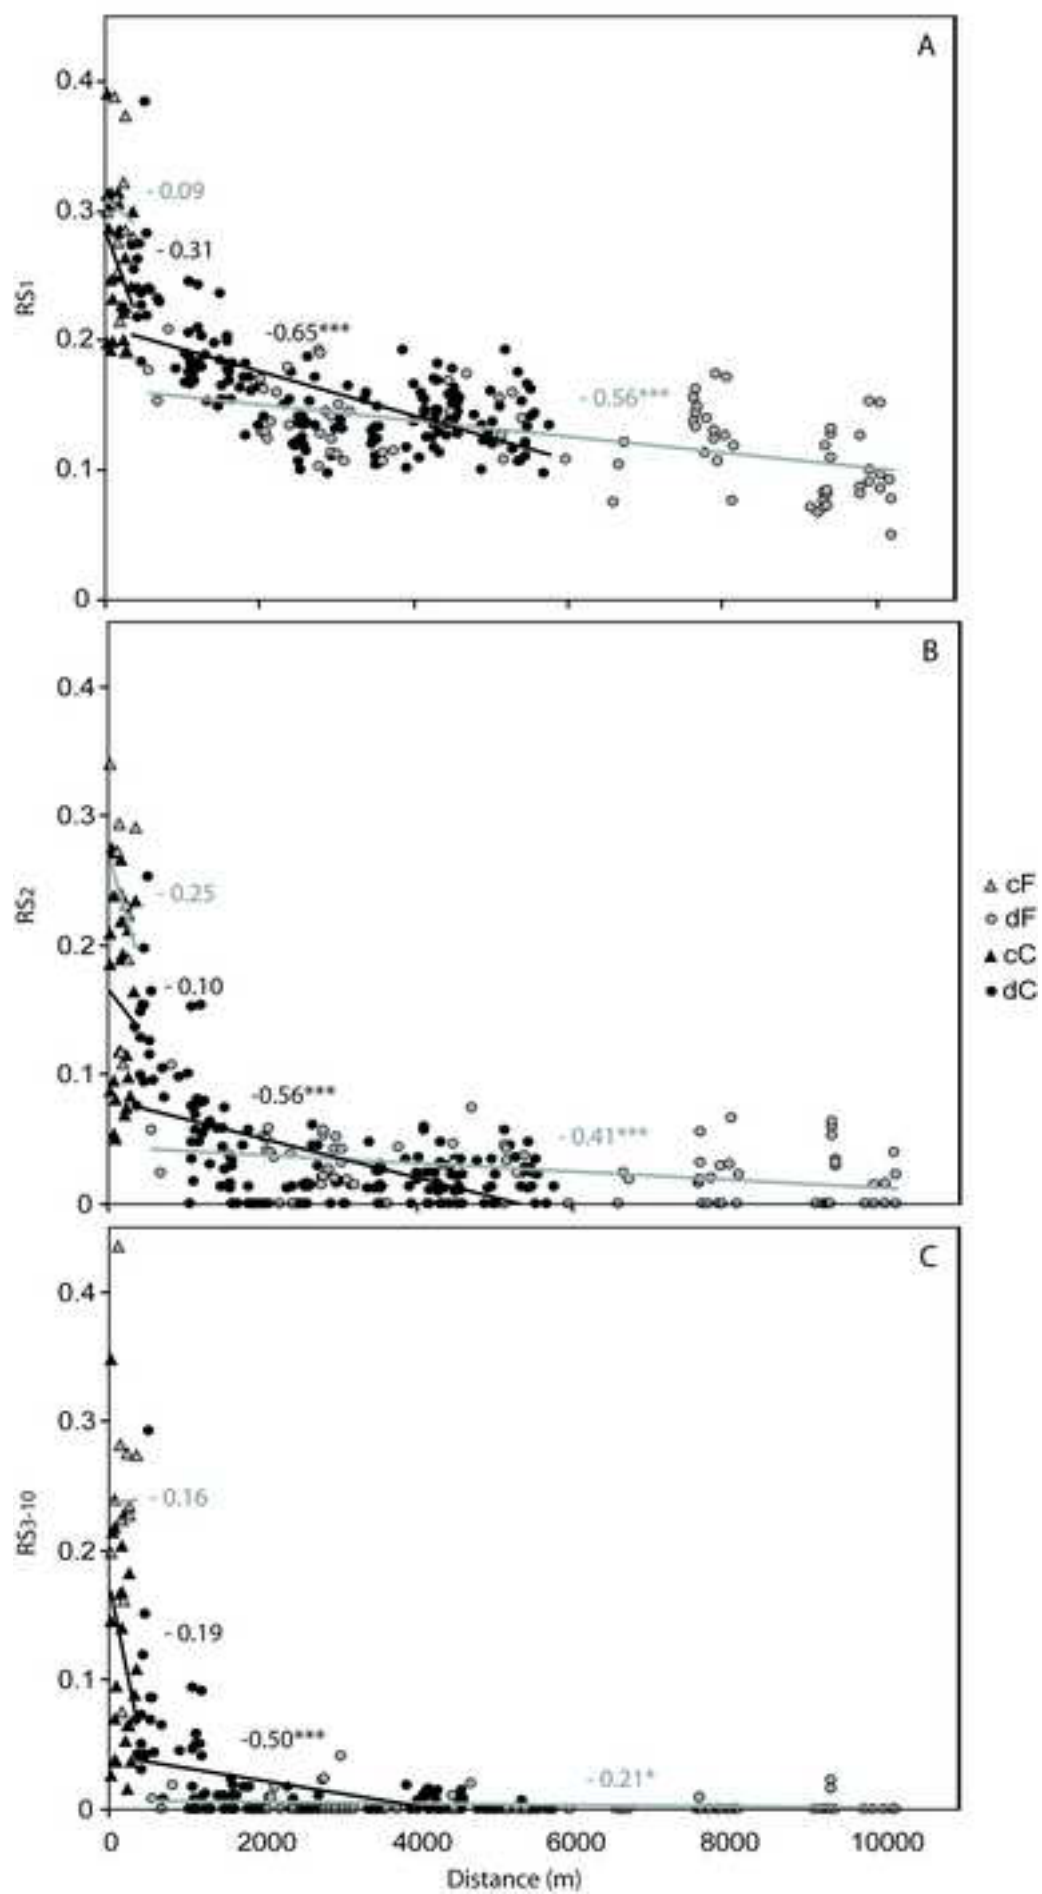 A
0.4
- 0.09
0.3
- 0.31
RS1
-0.65***
0.2
- 0.56***
0.1
0
B
0.4
0.3
- 0.25
RS2
0.2
- 0.10
0.1
-0.56***
- 0.41***
0
cF
dF
cC
dC
C
0.4
0.3
- 0.16
RS3-10
0.2
- 0.19
0.1
-0.50***
- 0.21*
0
0 2000 4000 6000 8000 10000
Distance (m)